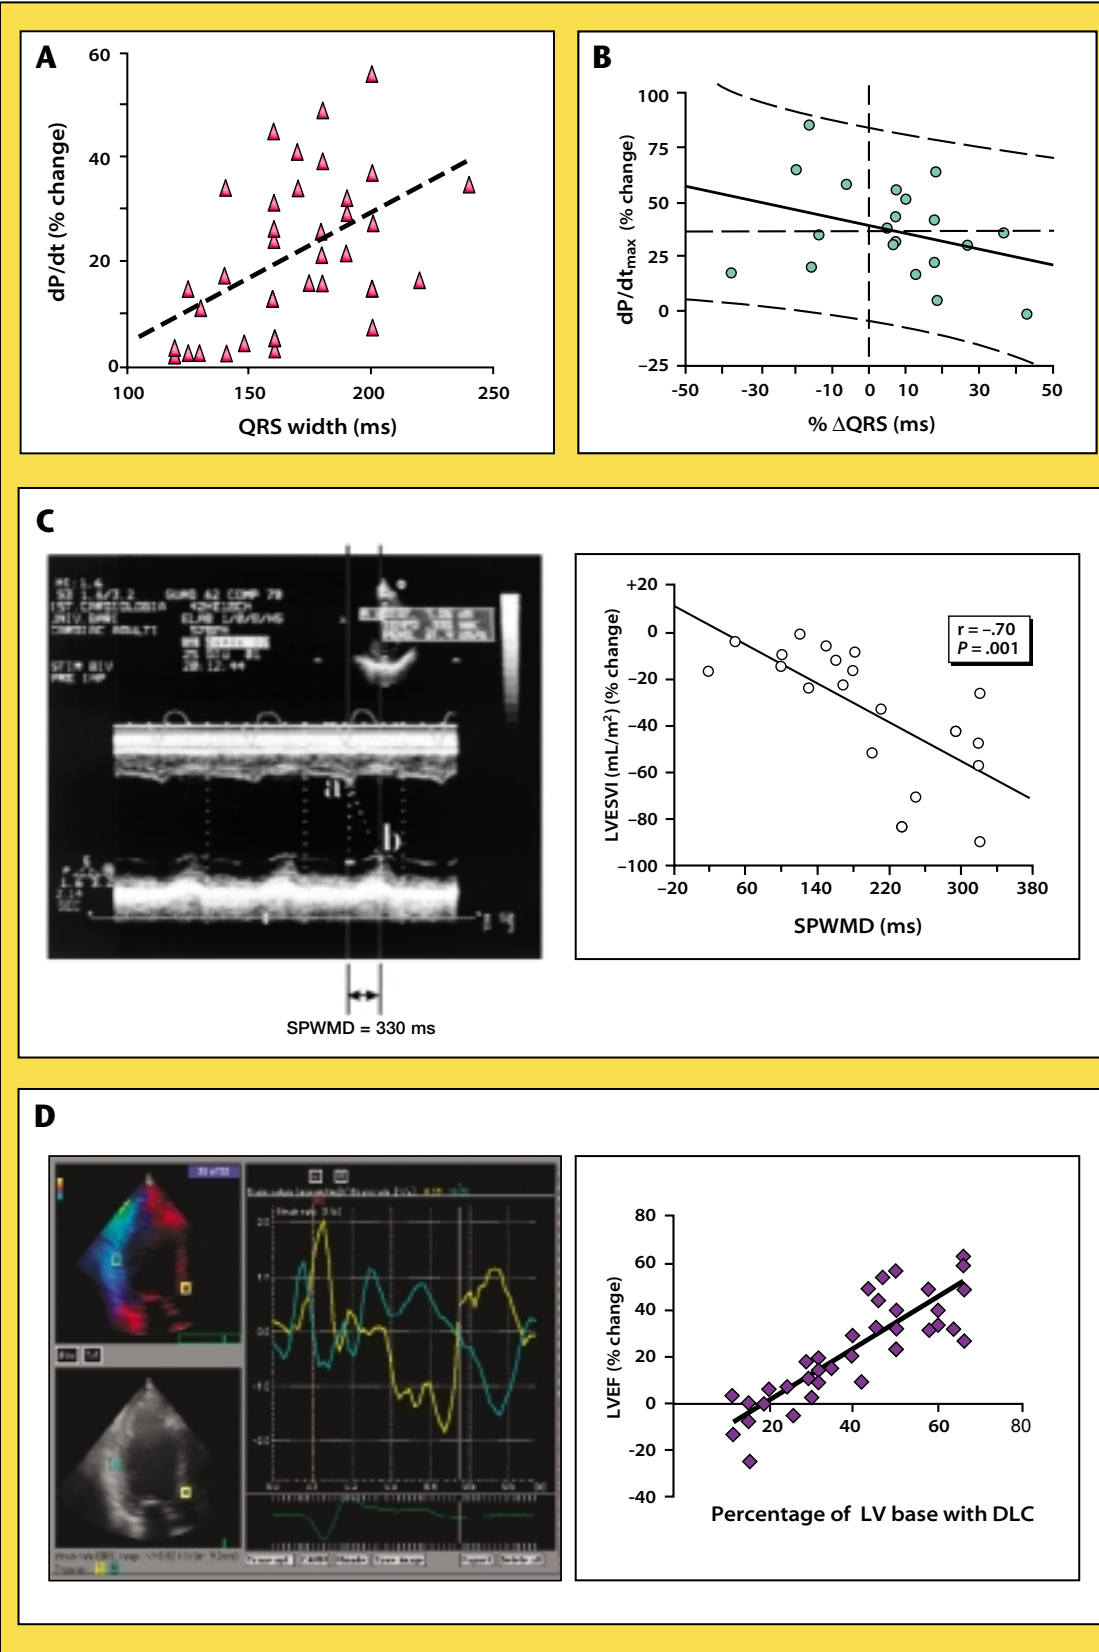 A
60
40
20
0
100
150
200
250
dP/dt (% change)
QRS width (ms)
B
100
75
50
25
0
–25
-50
-30
-10
0
10
30
50
dP/dtmax (% change)
% ΔQRS (ms)
C
STIM BIV
a
b
SPWMD = 330 ms
+20
0
–20
–40
–60
–80
–100
–20
60
140
220
300
380
LVESVI (mL/m²) (% change)
SPWMD (ms)
r = –.70
P = .001
D
80
60
40
20
0
-20
-40
20
40
60
80
LVEF (% change)
Percentage of LV base with DLC